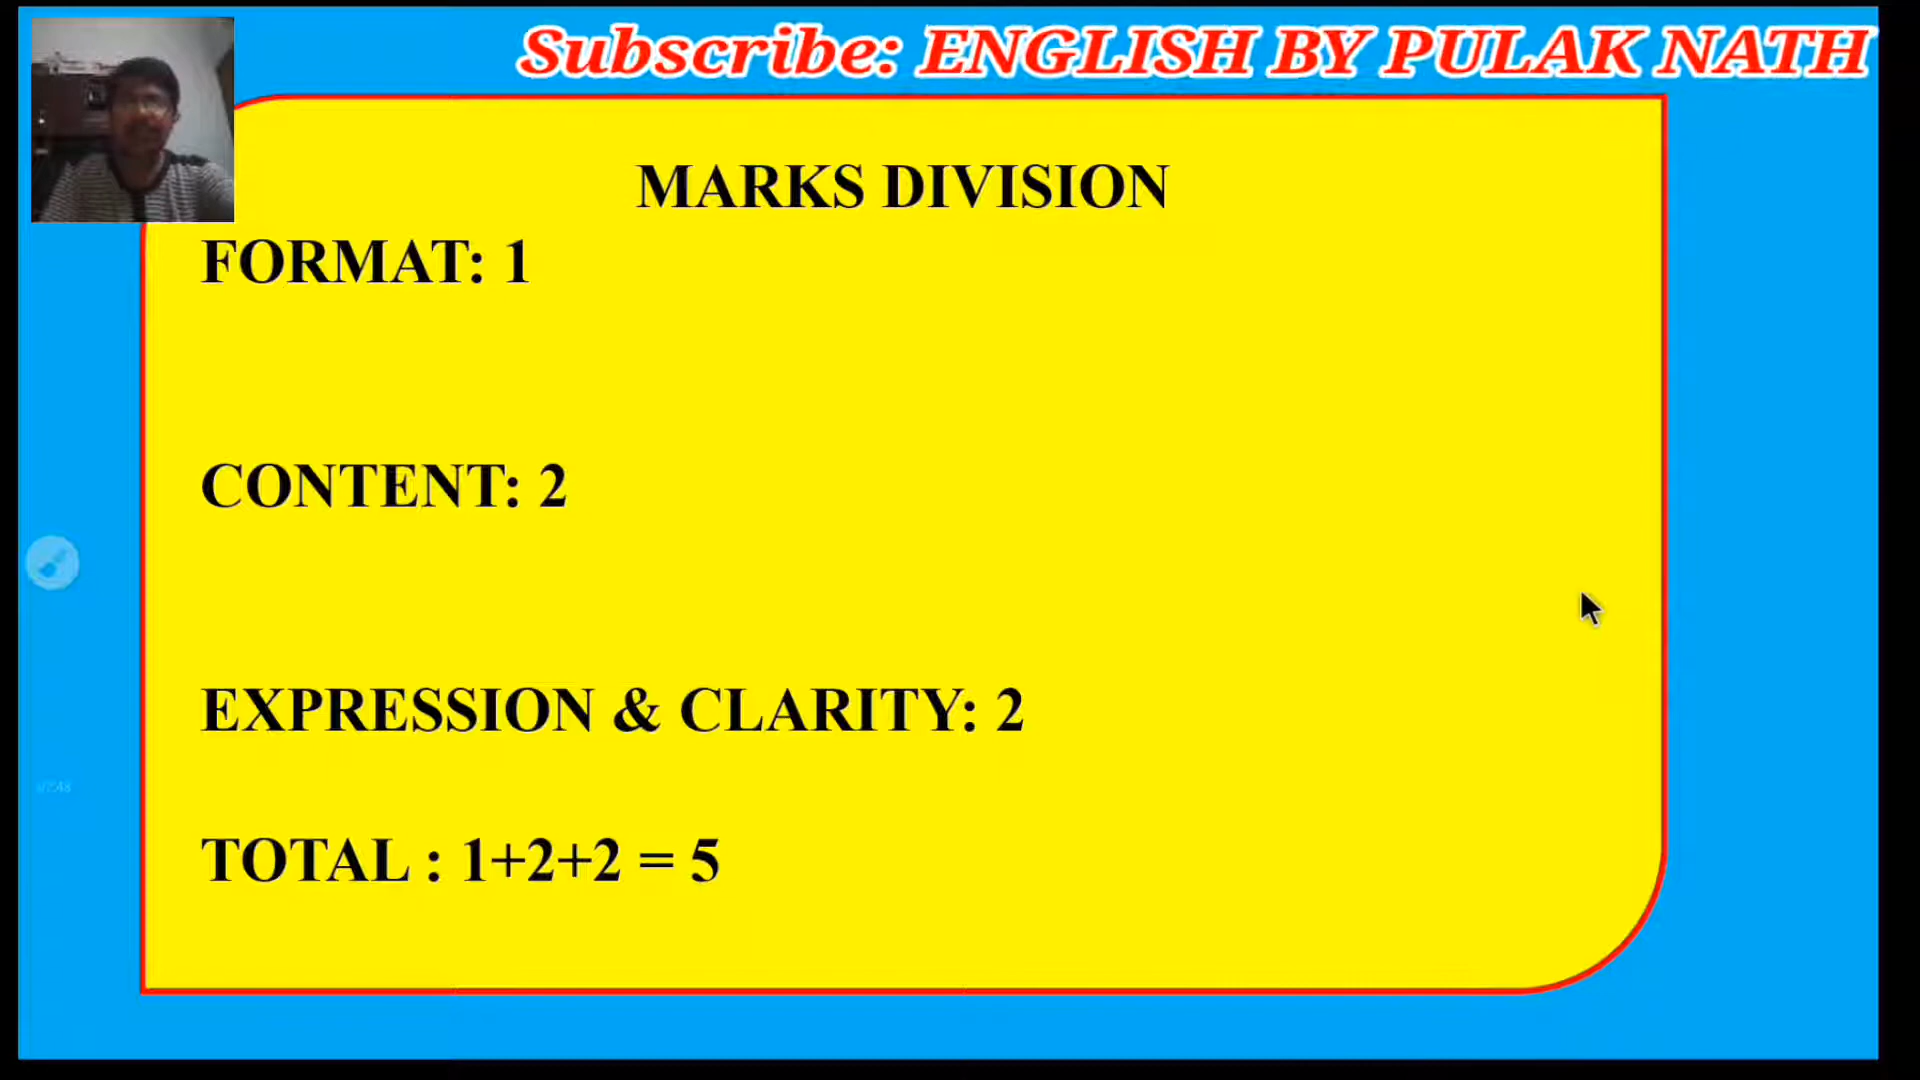 Subscribe: ENGLISH BY PULAK NATH
MARKS DIVISION
FORMAT: 1
CONTENT: 2
EXPRESSION & CLARITY: 2
TOTAL : 1+2+2 = 5